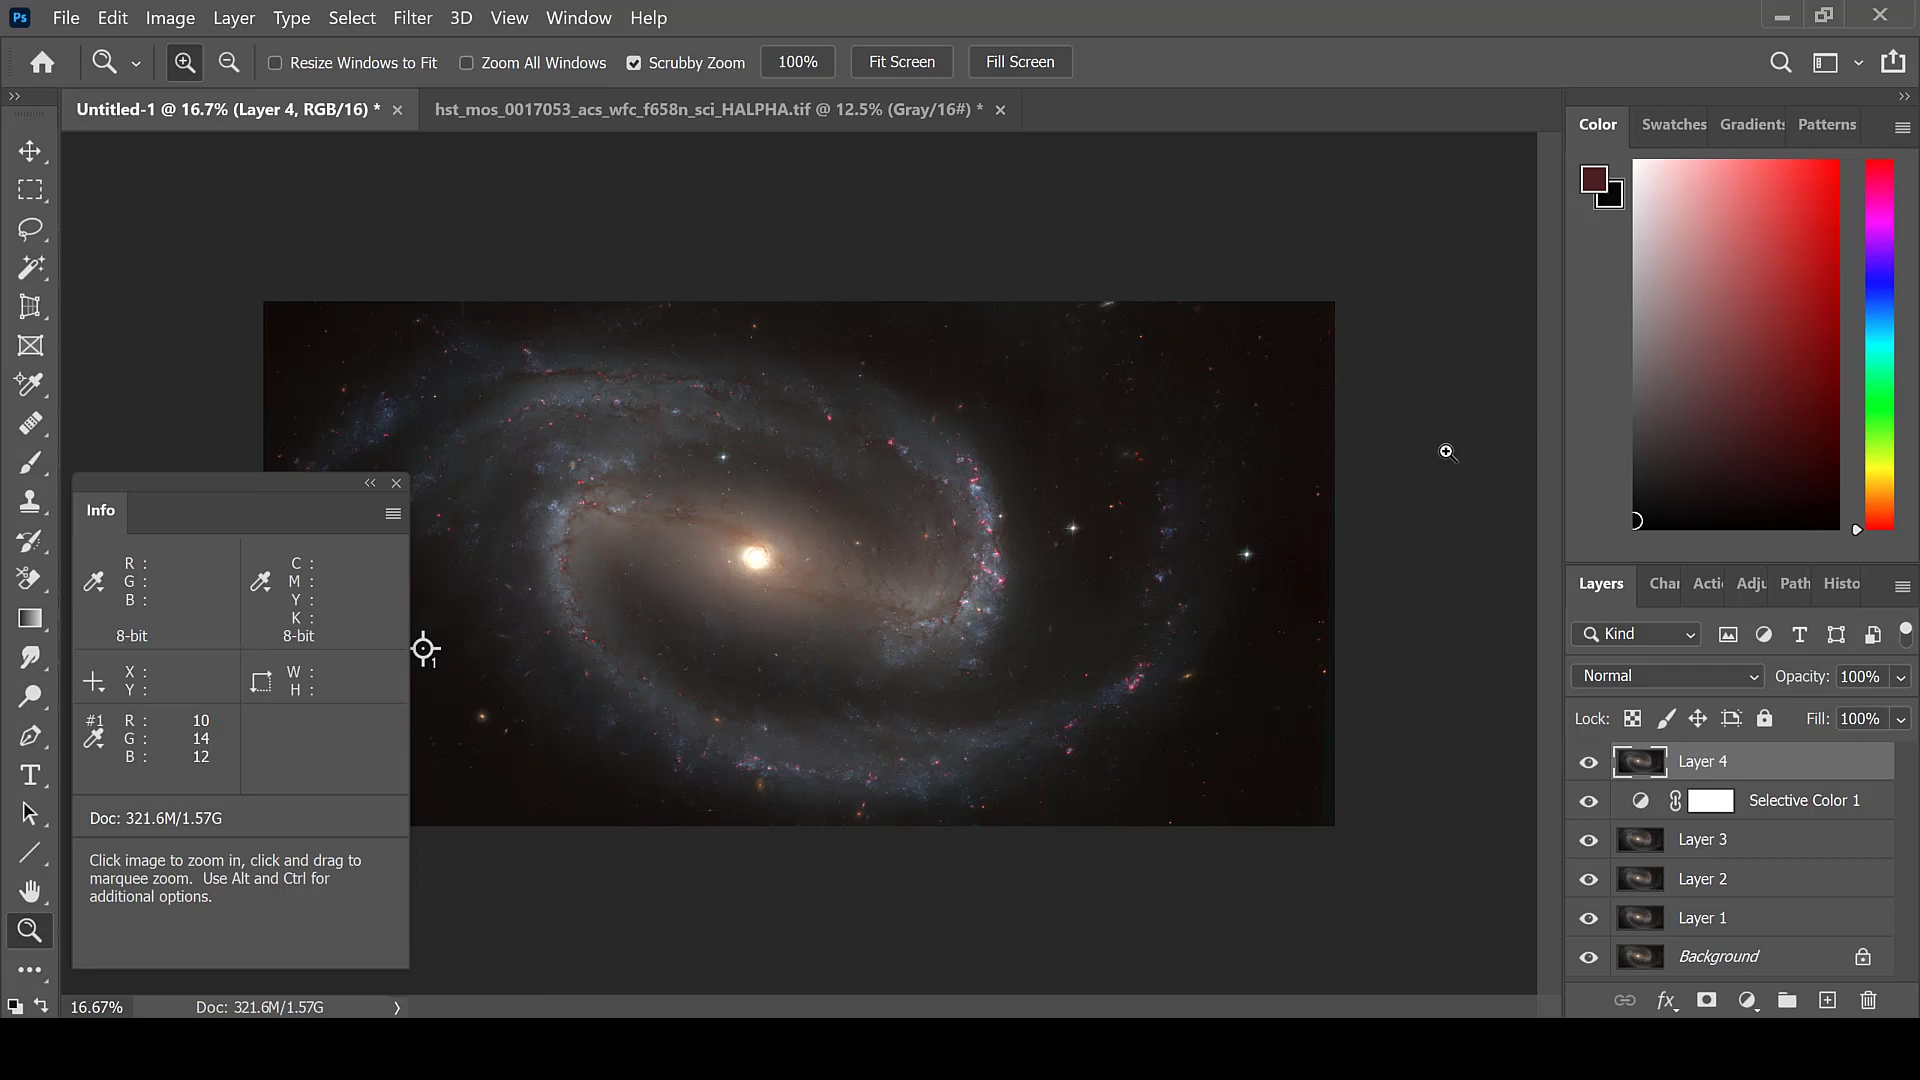 Ps File Edit Image Layer Type Select Filter 3D View Window Help
Resize Windows to Fit Zoom All Windows Scrubby Zoom 100% Fit Screen Fill Screen
Untitled-1 @ 16.7% (Layer 4, RGB/16) * hst_mos_0017053_acs_wfc_f658n_sci_HALPHA.tif @ 12.5% (Gray/16#) *
Color Swatches Gradients Patterns
Info
R : C :
G : M :
B : Y :
K :
8-bit 8-bit
X : W :
Y : H :
#1 R : 10
G : 14
B : 12
Doc: 321.6M/1.57G
Click image to zoom in, click and drag to
marquee zoom. Use Alt and Ctrl for
additional options.
1
Layers Char Acti Adju Path Histo
Kind
Normal Opacity: 100%
Lock: Fill: 100%
Layer 4
Selective Color 1
Layer 3
Layer 2
Layer 1
Background
fx
16.67% Doc: 321.6M/1.57G